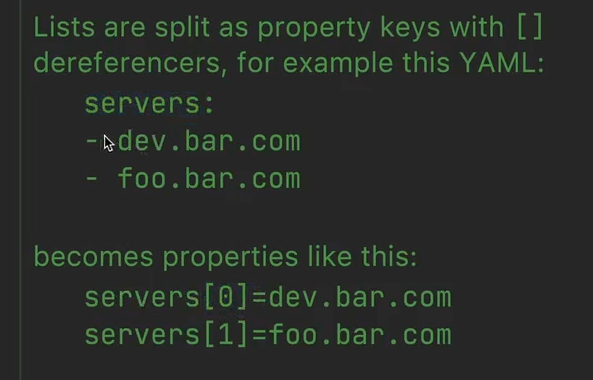 Lists are split as property keys with []
dereferencers, for example this YAML:
servers:
- dev.bar.com
- foo.bar.com
becomes properties like this:
servers[0]=dev.bar.com
servers[1]=foo.bar.com